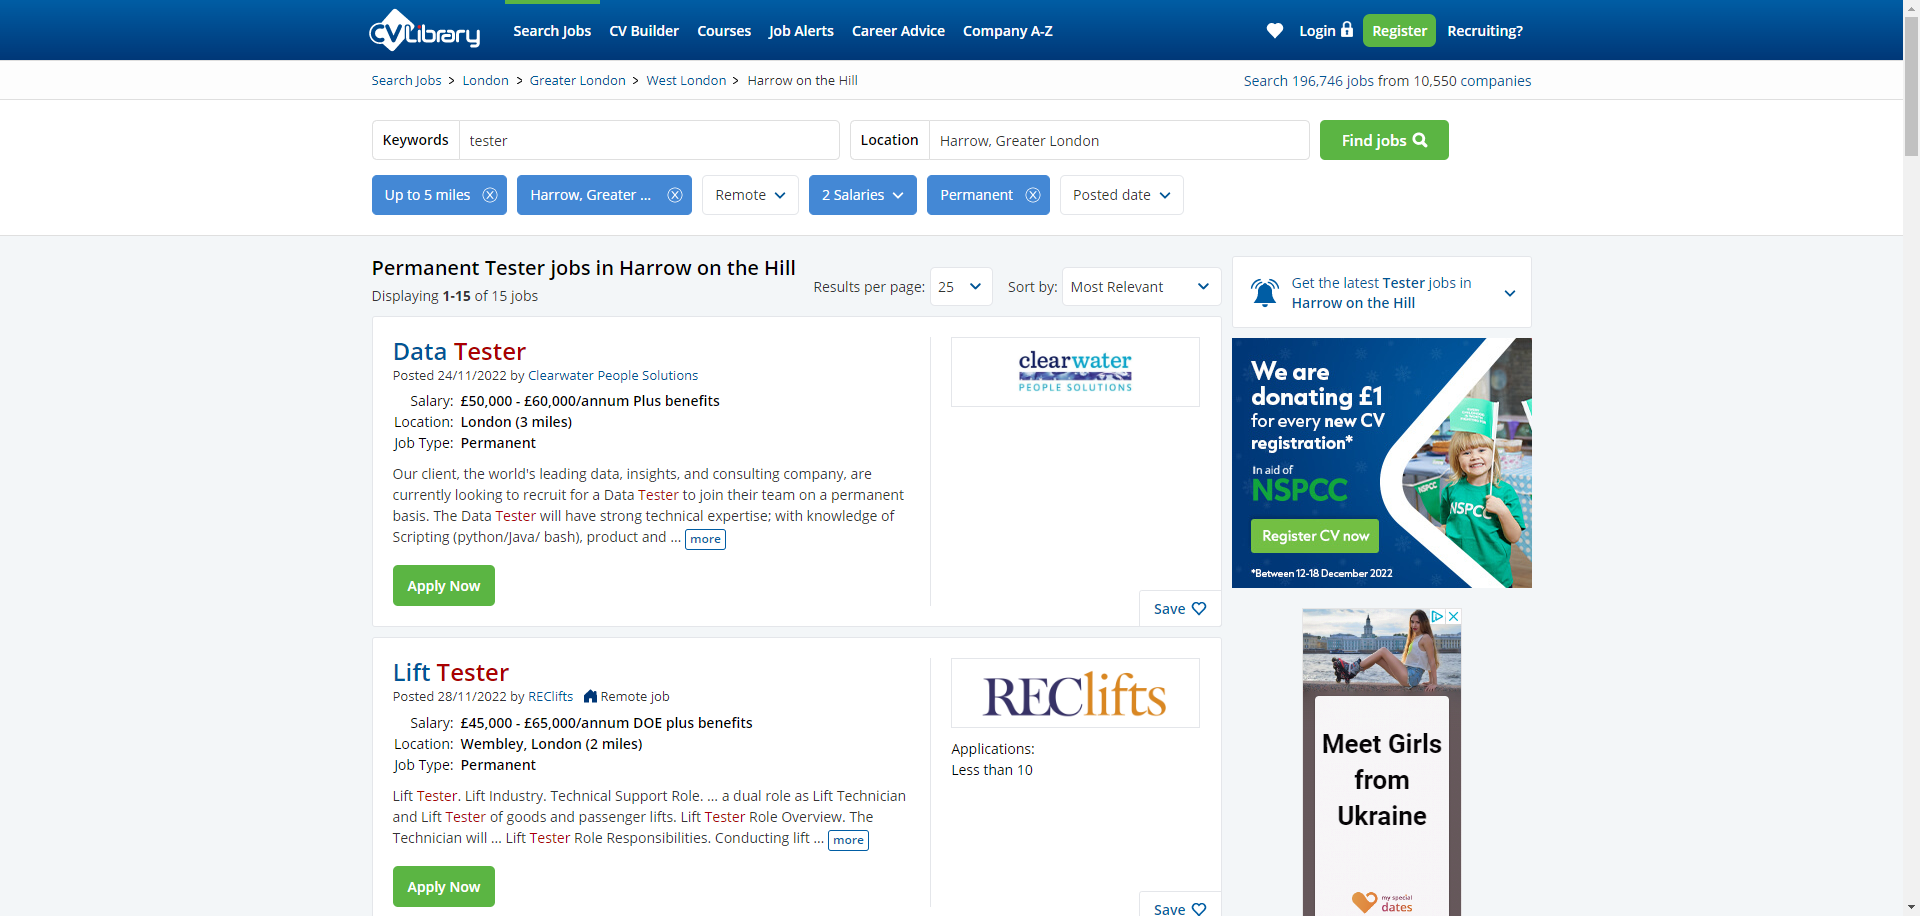 CV Library
Search Jobs CV Builder Courses Job Alerts Career Advice Company A-Z
Login Register Recruiting?
Search Jobs > London > Greater London > West London > Harrow on the Hill
Search 196,746 jobs from 10,550 companies
Keywords tester
Location Harrow, Greater London
Find jobs
Up to 5 miles Harrow, Greater ... Remote 2 Salaries Permanent Posted date
Permanent Tester jobs in Harrow on the Hill
Displaying 1-15 of 15 jobs
Results per page: 25 Sort by: Most Relevant
Data Tester
Posted 24/11/2022 by Clearwater People Solutions
Salary: £50,000 - £60,000/annum Plus benefits
Location: London (3 miles)
Job Type: Permanent
Our client, the world's leading data, insights, and consulting company, are
currently looking to recruit for a Data Tester to join their team on a permanent
basis. The Data Tester will have strong technical expertise; with knowledge of
Scripting (python/Java/ bash), product and ... more
Apply Now
clearwater
PEOPLE SOLUTIONS
Save
Lift Tester
Posted 28/11/2022 by REClifts Remote job
Salary: £45,000 - £65,000/annum DOE plus benefits
Location: Wembley, London (2 miles)
Job Type: Permanent
Lift Tester. Lift Industry. Technical Support Role. ... a dual role as Lift Technician
and Lift Tester of goods and passenger lifts. Lift Tester Role Overview. The
Technician will ... Lift Tester Role Responsibilities. Conducting lift ... more
Apply Now
REClifts
Applications:
Less than 10
Save
Get the latest Tester jobs in
Harrow on the Hill
We are
donating £1
for every new CV
registration*
In aid of
NSPCC
Register CV now
*Between 12-18 December 2022
NSPCC
NSPCC
Meet Girls
from
Ukraine
my special
dates